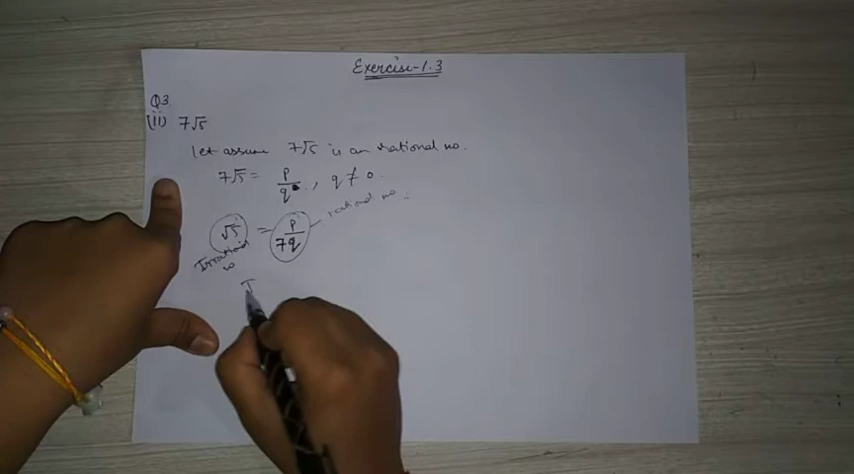 Exercise-1.3
Q3
(ii) 7√5
let assume 7√5 is an rational no.
7√5 = p/q, q ≠ 0.
√5 = p/7q rational no
Irrational
no
T